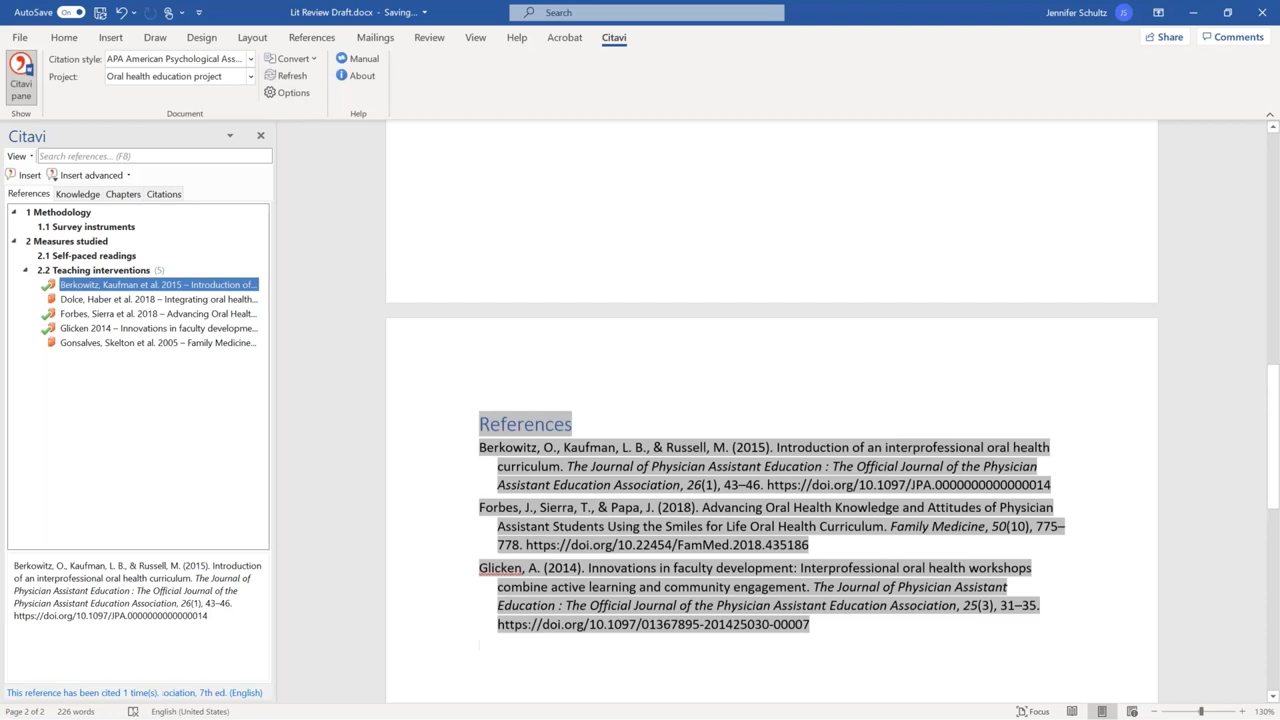 AutoSave On Lit Review Draft.docx - Saving... Search Jennifer Schultz JS
File Home Insert Draw Design Layout References Mailings Review View Help Acrobat Citavi Share Comments
Citavi pane
Show
Citation style: APA American Psychological Ass...
Project: Oral health education project
Convert
Refresh
Options
Document
Manual
About
Help
Citavi
View Search references... (F8)
Insert Insert advanced
References Knowledge Chapters Citations
1 Methodology
1.1 Survey instruments
2 Measures studied
2.1 Self-paced readings
2.2 Teaching interventions (5)
Berkowitz, Kaufman et al. 2015 – Introduction of...
Dolce, Haber et al. 2018 – Integrating oral health...
Forbes, Sierra et al. 2018 – Advancing Oral Healt...
Glicken 2014 – Innovations in faculty developme...
Gonsalves, Skelton et al. 2005 – Family Medicine...
Berkowitz, O., Kaufman, L. B., & Russell, M. (2015). Introduction
of an interprofessional oral health curriculum. The Journal of
Physician Assistant Education : The Official Journal of the
Physician Assistant Education Association, 26(1), 43–46.
https://doi.org/10.1097/JPA.0000000000000014
This reference has been cited 1 time(s). ociation, 7th ed. (English)
References
Berkowitz, O., Kaufman, L. B., & Russell, M. (2015). Introduction of an interprofessional oral health
curriculum. The Journal of Physician Assistant Education : The Official Journal of the Physician
Assistant Education Association, 26(1), 43–46. https://doi.org/10.1097/JPA.0000000000000014
Forbes, J., Sierra, T., & Papa, J. (2018). Advancing Oral Health Knowledge and Attitudes of Physician
Assistant Students Using the Smiles for Life Oral Health Curriculum. Family Medicine, 50(10), 775–
778. https://doi.org/10.22454/FamMed.2018.435186
Glicken, A. (2014). Innovations in faculty development: Interprofessional oral health workshops
combine active learning and community engagement. The Journal of Physician Assistant
Education : The Official Journal of the Physician Assistant Education Association, 25(3), 31–35.
https://doi.org/10.1097/01367895-201425030-00007
Page 2 of 2 226 words English (United States) Focus 130%